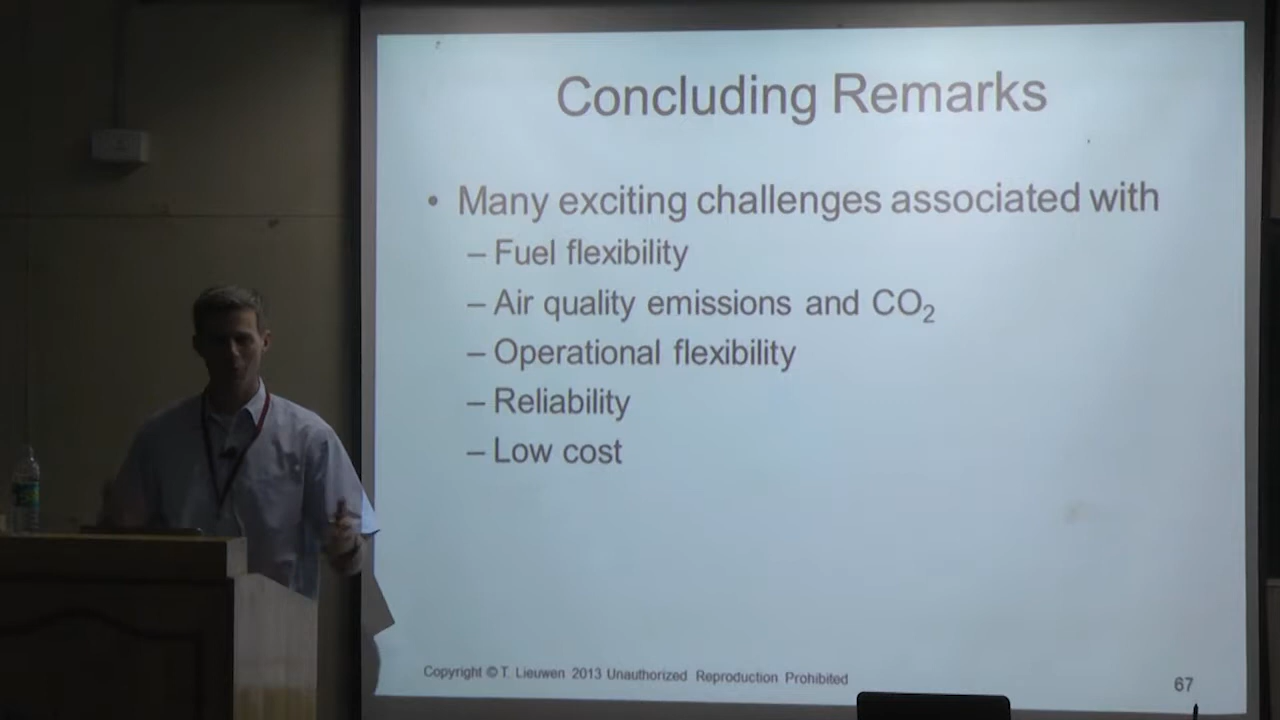 Concluding Remarks
• Many exciting challenges associated with
– Fuel flexibility
– Air quality emissions and CO₂
– Operational flexibility
– Reliability
– Low cost
Copyright © T. Lieuwen 2013 Unauthorized Reproduction Prohibited
67